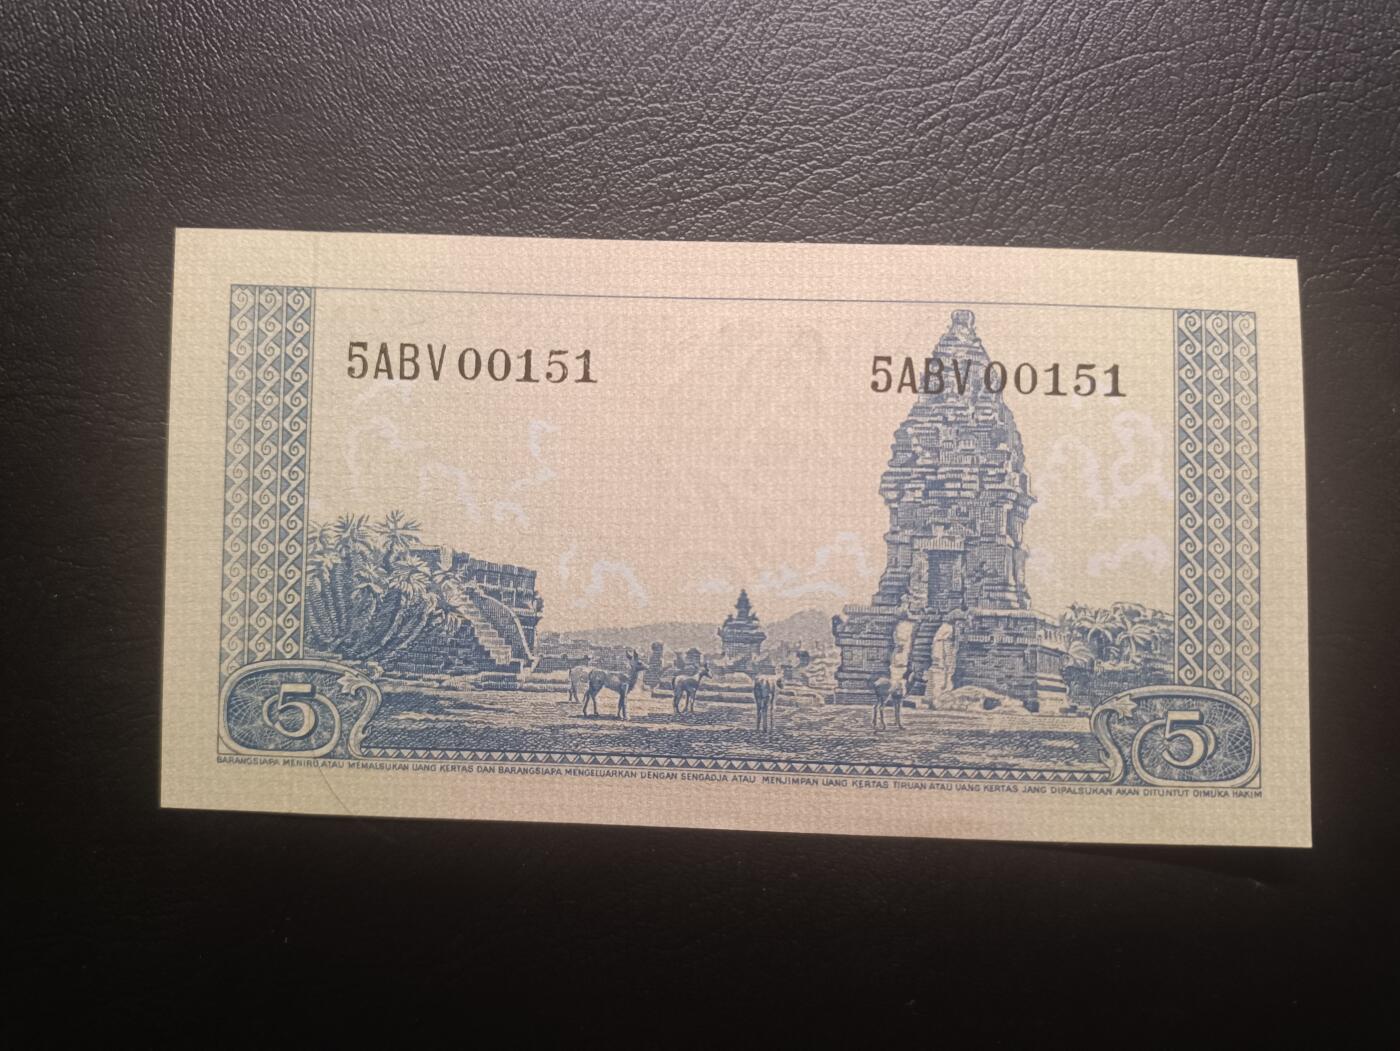 5ABV00151 5ABV00151
5 5
BARANGSIAPA MENIRU ATAU MEMALSUKAN UANG KERTAS DAN BARANGSIAPA MENGELUARKAN DENGAN SENGADJA ATAU MENJIMPAN UANG KERTAS TIRUAN ATAU UANG KERTAS JANG DIPALSUKAN AKAN DITUNTUT DIMUKA HAKIM